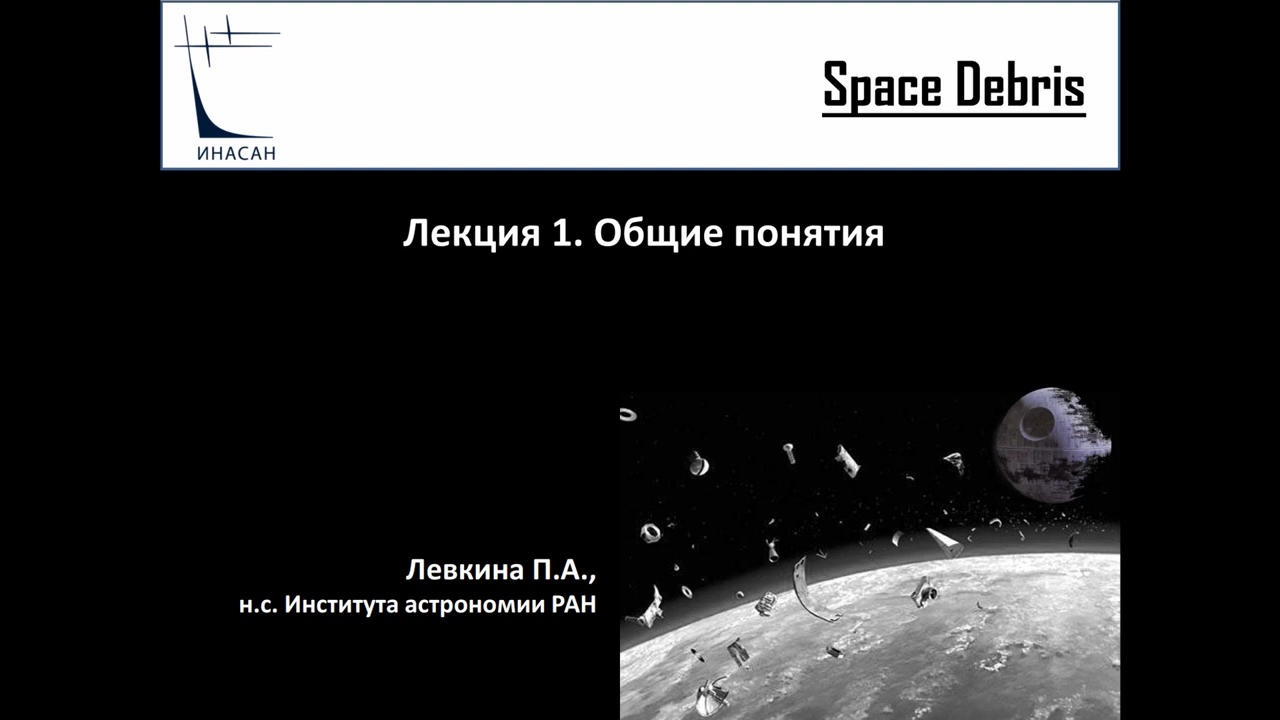 ИНАСАН
Space Debris
Лекция 1. Общие понятия
Левкина П.А.,
н.с. Института астрономии РАН